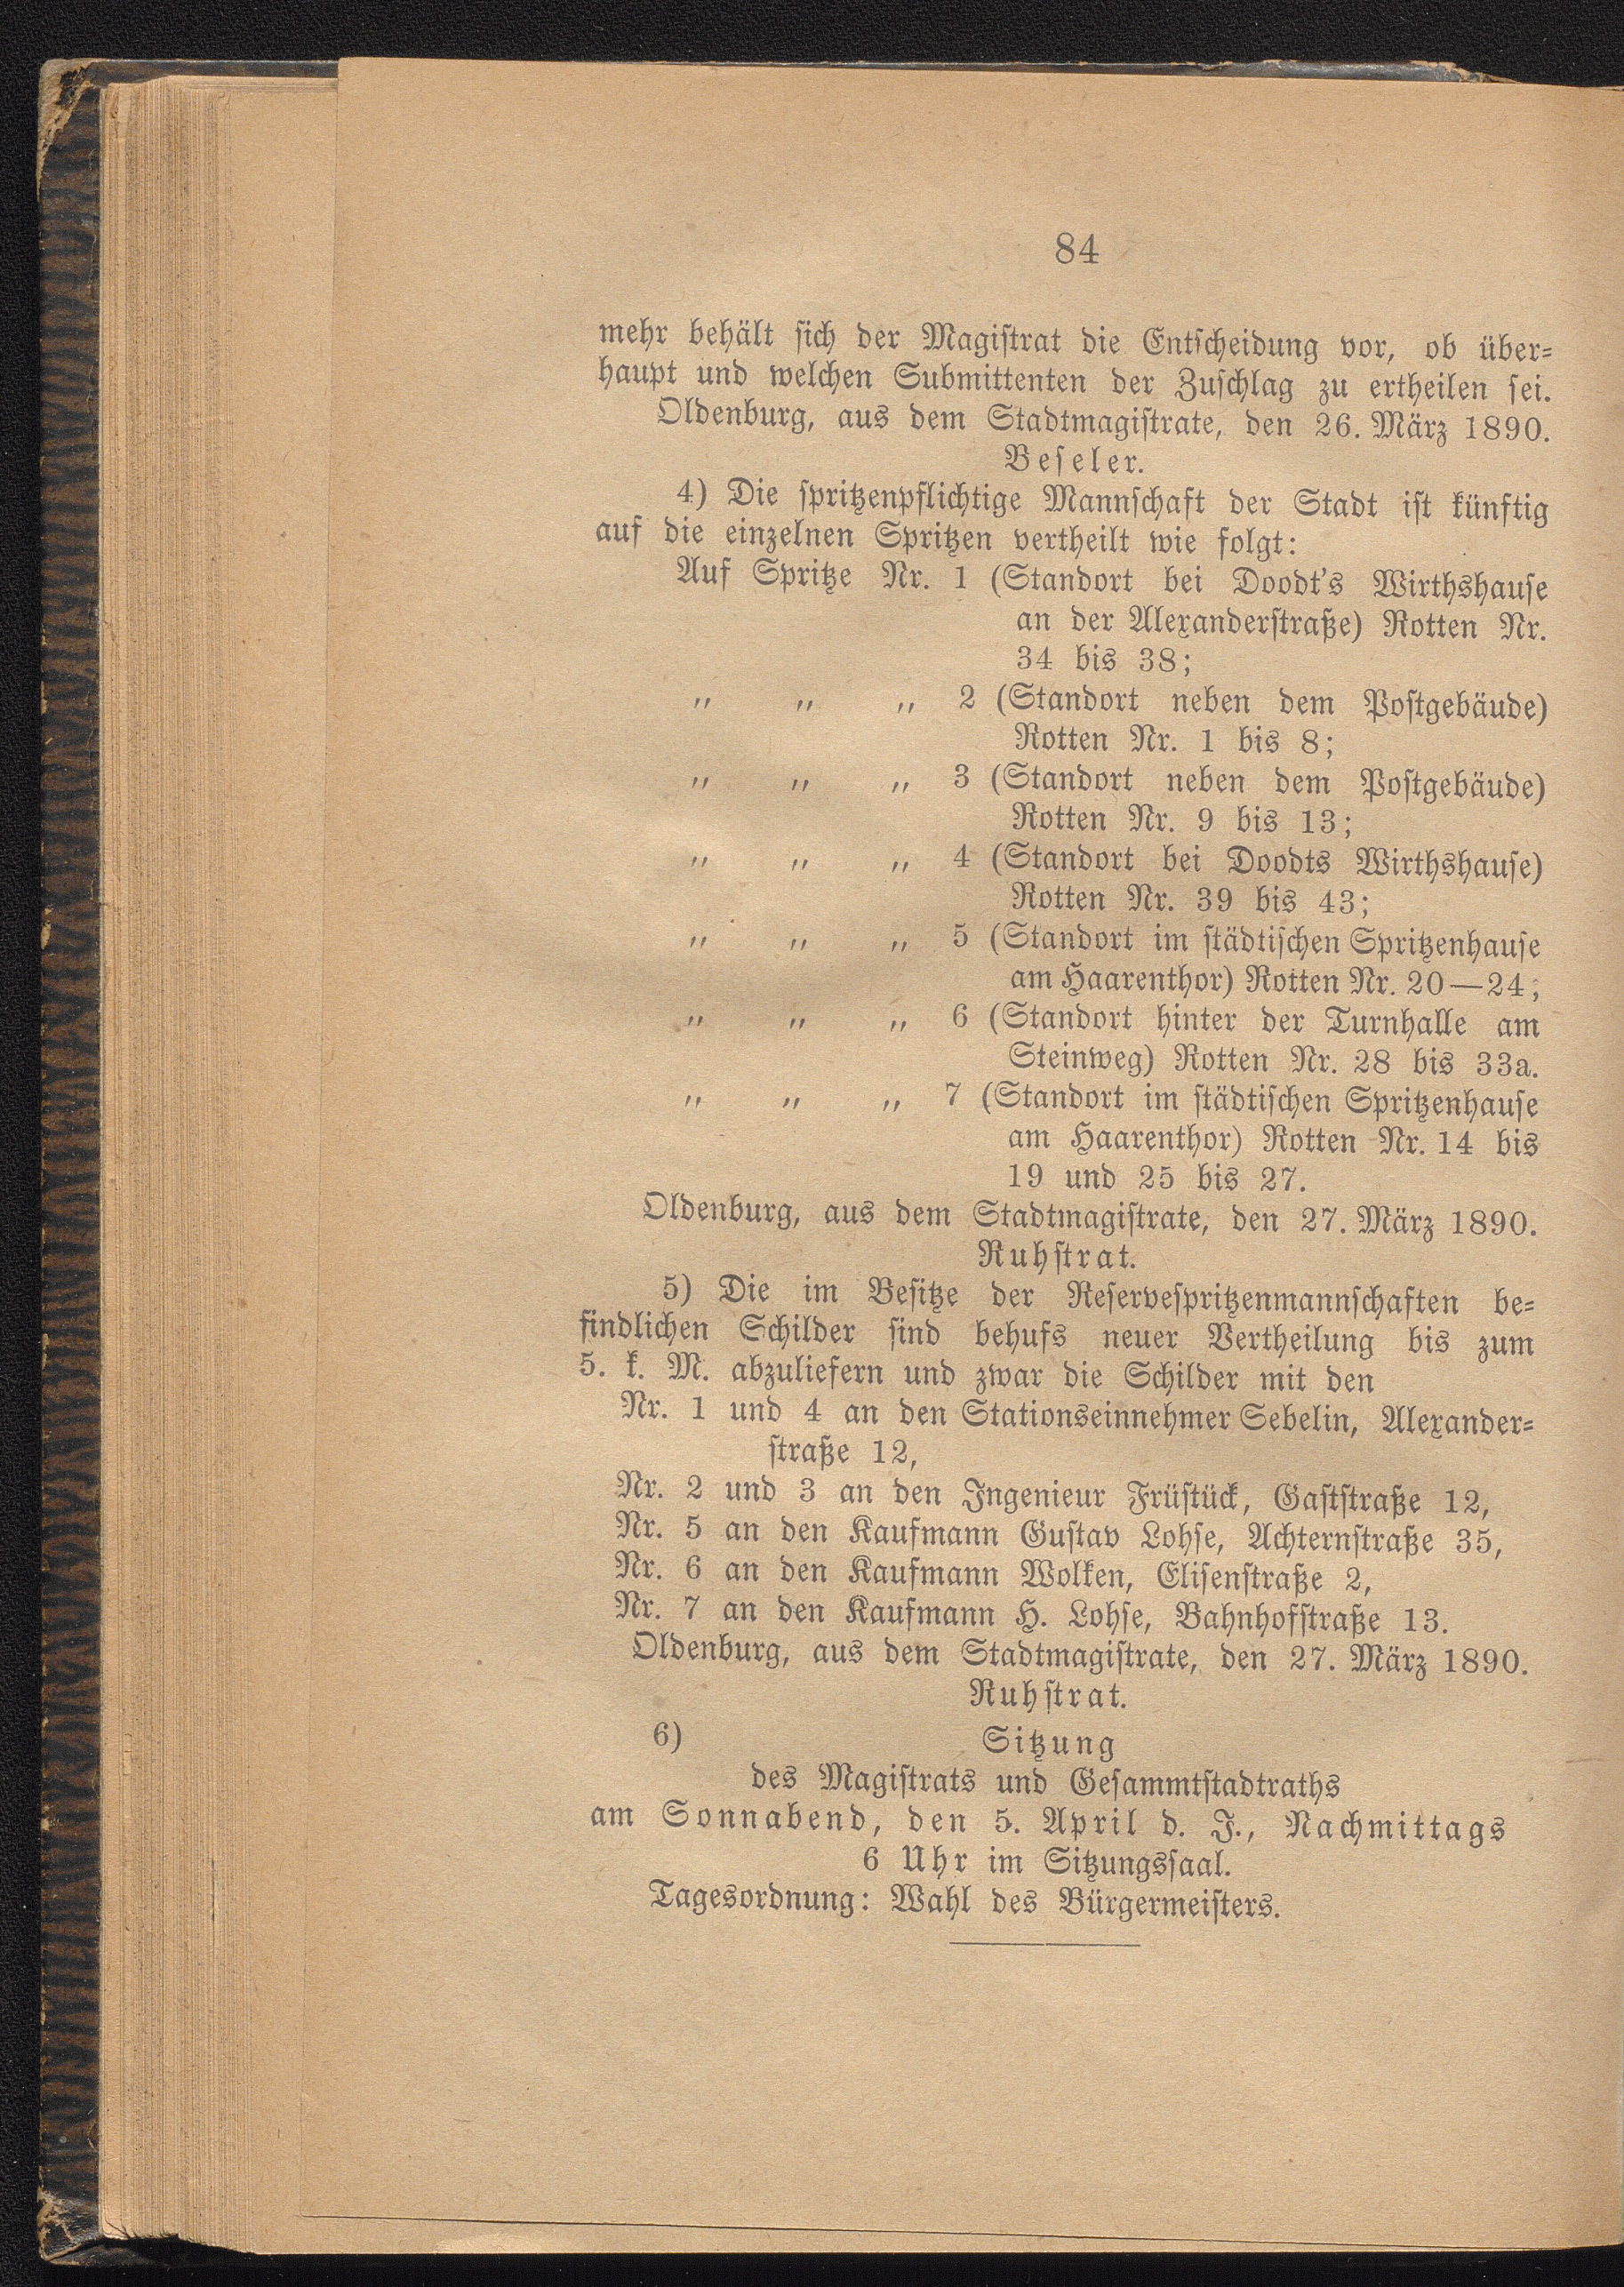 84
mehr behält sich der Magistrat die Entscheidung vor, ob über-
haupt und welchen Submittenten der Zuschlag zu ertheilen sei.
Oldenburg, aus dem Stadtmagistrate, den 26. März 1890.
Beseler.
4) Die spritzenpflichtige Mannschaft der Stadt ist künftig
auf die einzelnen Spritzen vertheilt wie folgt:
Auf Spritze Nr. 1 (Standort bei Doodt's Wirthshause
an der Alexanderstraße) Rotten Nr.
34 bis 38;
" " " 2 (Standort neben dem Postgebäude)
Rotten Nr. 1 bis 8;
" " " 3 (Standort neben dem Postgebäude)
Rotten Nr. 9 bis 13;
" " " 4 (Standort bei Doodts Wirthshause)
Rotten Nr. 39 bis 43;
" " " 5 (Standort im städtischen Spritzenhause
am Haarenthor) Rotten Nr. 20—24;
" " " 6 (Standort hinter der Turnhalle am
Steinweg) Rotten Nr. 28 bis 33a.
" " " 7 (Standort im städtischen Spritzenhause
am Haarenthor) Rotten Nr. 14 bis
19 und 25 bis 27.
Oldenburg, aus dem Stadtmagistrate, den 27. März 1890.
Ruhstrat.
5) Die im Besitze der Reservespritzenmannschaften be-
findlichen Schilder sind behufs neuer Vertheilung bis zum
5. k. M. abzuliefern und zwar die Schilder mit den
Nr. 1 und 4 an den Stationseinnehmer Sebelin, Alexander-
straße 12,
Nr. 2 und 3 an den Ingenieur Früstück, Gaststraße 12,
Nr. 5 an den Kaufmann Gustav Lohse, Achternstraße 35,
Nr. 6 an den Kaufmann Wolken, Elisenstraße 2,
Nr. 7 an den Kaufmann H. Lohse, Bahnhofstraße 13.
Oldenburg, aus dem Stadtmagistrate, den 27. März 1890.
Ruhstrat.
6) Sitzung
des Magistrats und Gesammtstadtraths
am Sonnabend, den 5. April d. J., Nachmittags
6 Uhr im Sitzungssaal.
Tagesordnung: Wahl des Bürgermeisters.